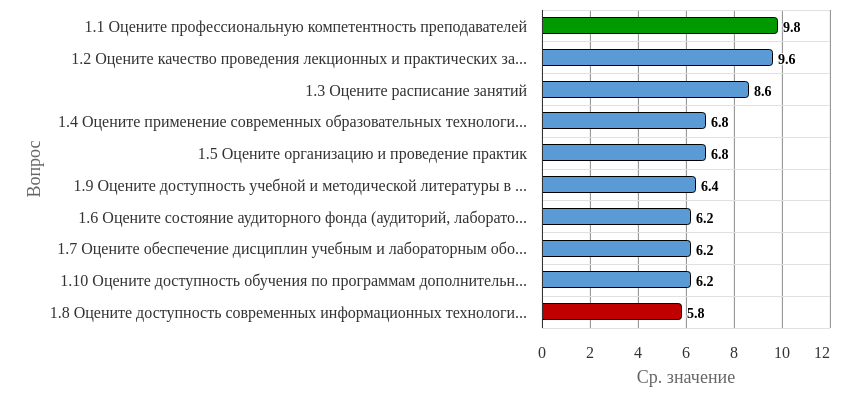 1.1 Оцените профессиональную компетентность преподавателей 9.8
1.2 Оцените качество проведения лекционных и практических за... 9.6
1.3 Оцените расписание занятий 8.6
1.4 Оцените применение современных образовательных технологи... 6.8
1.5 Оцените организацию и проведение практик 6.8
1.9 Оцените доступность учебной и методической литературы в ... 6.4
1.6 Оцените состояние аудиторного фонда (аудиторий, лаборато... 6.2
1.7 Оцените обеспечение дисциплин учебным и лабораторным обо... 6.2
1.10 Оцените доступность обучения по программам дополнительн... 6.2
1.8 Оцените доступность современных информационных технологи... 5.8
Вопрос
0 2 4 6 8 10 12
Ср. значение